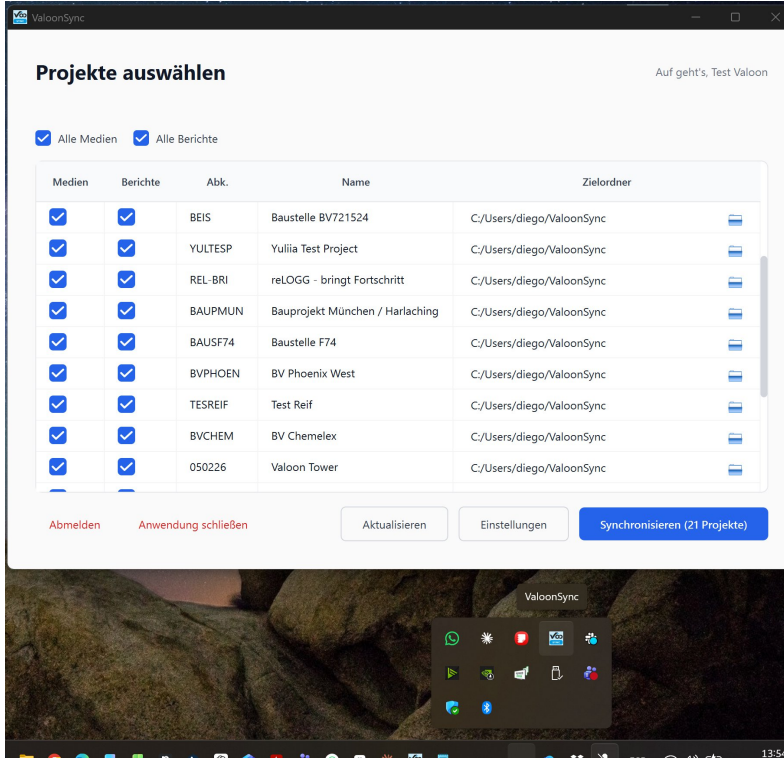 ValoonSync
Projekte auswählen
Auf geht's, Test Valoon
Alle Medien Alle Berichte
Medien Berichte Abk. Name Zielordner
BEIS Baustelle BV721524 C:/Users/diego/ValoonSync
YULTESP Yuliia Test Project C:/Users/diego/ValoonSync
REL-BRI reLOGG - bringt Fortschritt C:/Users/diego/ValoonSync
BAUPMUN Bauprojekt München / Harlaching C:/Users/diego/ValoonSync
BAUSF74 Baustelle F74 C:/Users/diego/ValoonSync
BVPHOEN BV Phoenix West C:/Users/diego/ValoonSync
TESREIF Test Reif C:/Users/diego/ValoonSync
BVCHEM BV Chemelex C:/Users/diego/ValoonSync
050226 Valoon Tower C:/Users/diego/ValoonSync
Abmelden Anwendung schließen Aktualisieren Einstellungen Synchronisieren (21 Projekte)
ValoonSync
13:54